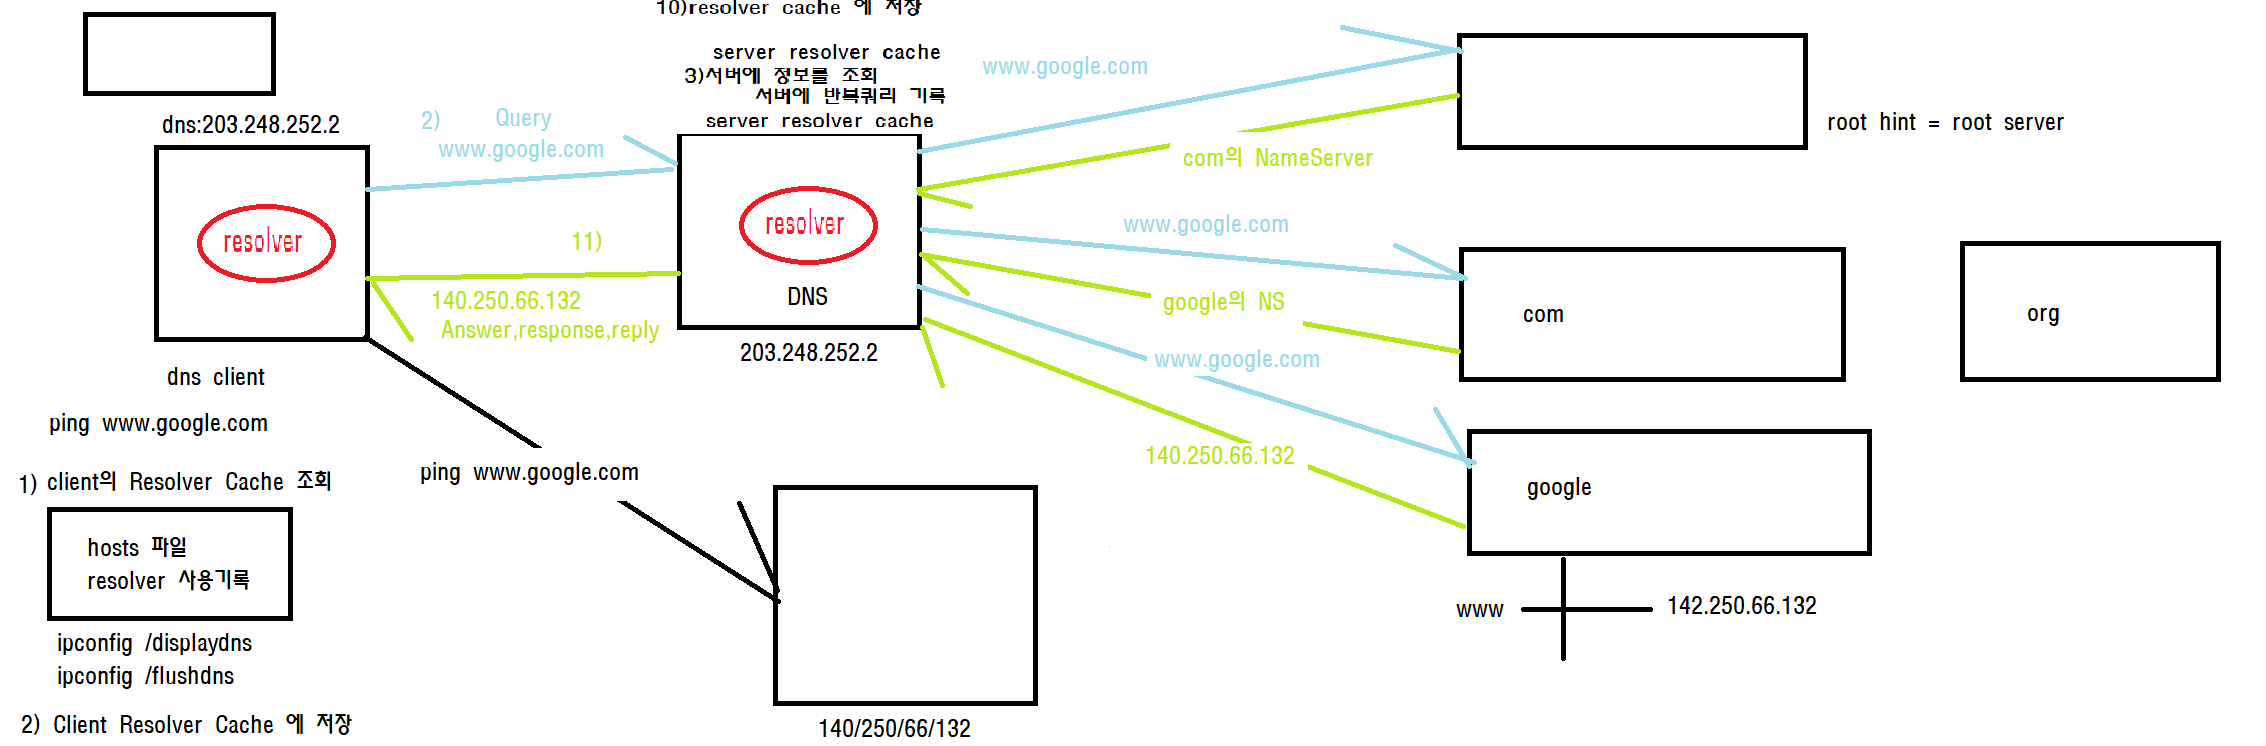 10)resolver cache 에 저장
server resolver cache
3)서버에 정보를 조회
서버에 반복쿼리 기록
server resolver cache
dns:203.248.252.2
2) Query
www.google.com
resolver
11)
140.250.66.132
Answer,response,reply
resolver
DNS
203.248.252.2
dns client
ping www.google.com
1) client의 Resolver Cache 조회
hosts 파일
resolver 사용기록
ipconfig /displaydns
ipconfig /flushdns
2) Client Resolver Cache 에 저장
ping www.google.com
140/250/66/132
www.google.com
com의 NameServer
root hint = root server
www.google.com
google의 NS
com
org
www.google.com
140.250.66.132
google
www 142.250.66.132